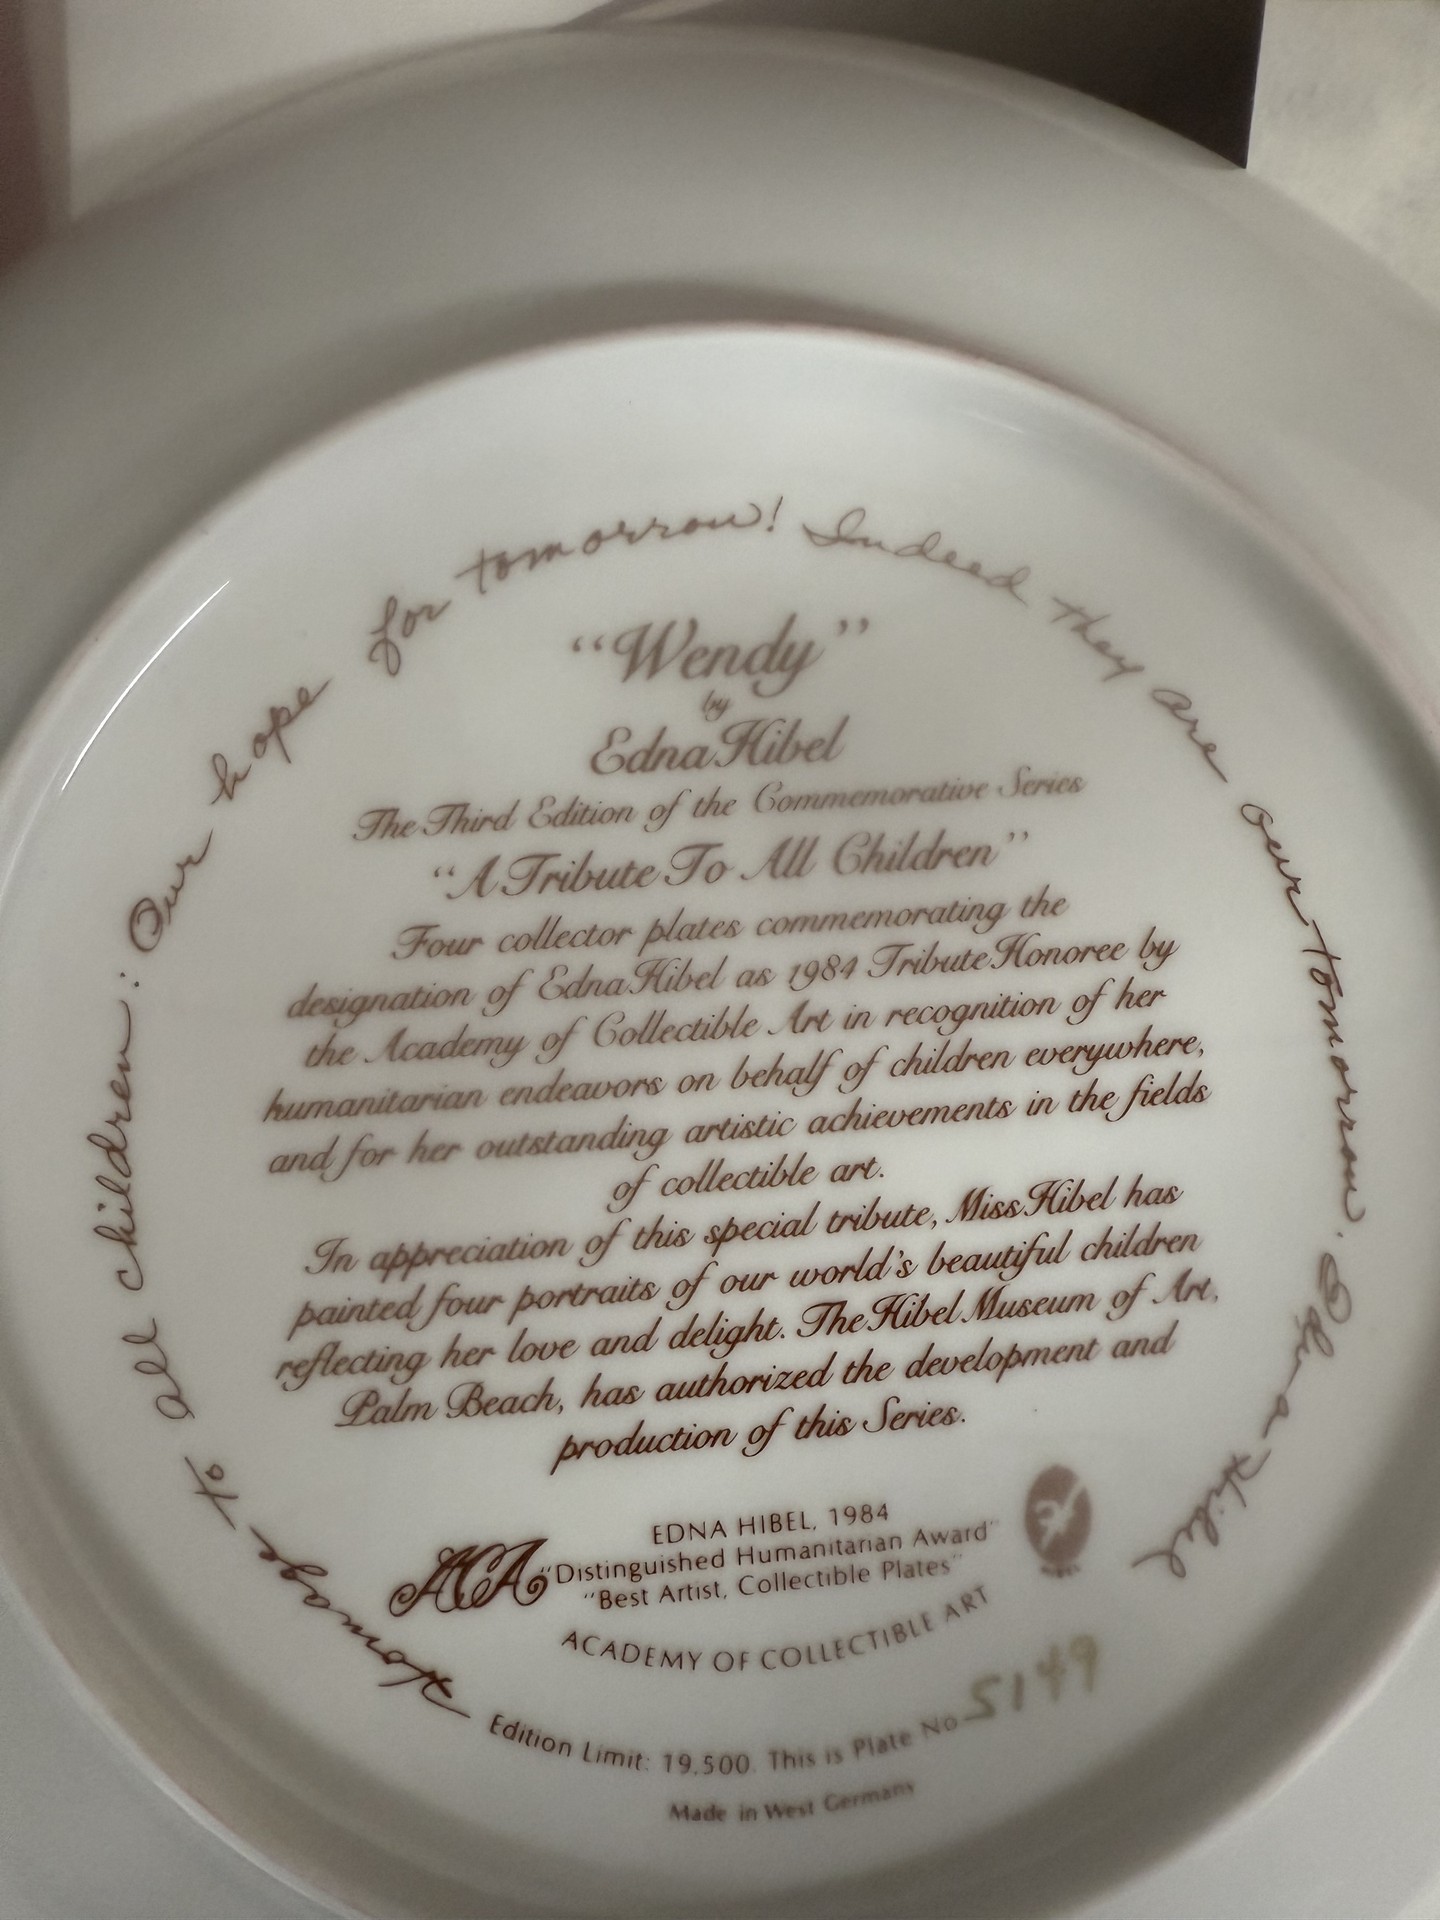 Homage to all children: Our hope for tomorrow! Indeed they are our tomorrow. Edna Hibel
“Wendy”
by
Edna Hibel
The Third Edition of the Commemorative Series
“A Tribute To All Children”
Four collector plates commemorating the
designation of Edna Hibel as 1984 Tribute Honoree by
the Academy of Collectible Art in recognition of her
humanitarian endeavors on behalf of children everywhere,
and for her outstanding artistic achievements in the fields
of collectible art.
In appreciation of this special tribute, Miss Hibel has
painted four portraits of our world's beautiful children
reflecting her love and delight. The Hibel Museum of Art,
Palm Beach, has authorized the development and
production of this Series.
EDNA HIBEL, 1984
ACA
“Distinguished Humanitarian Award”
“Best Artist, Collectible Plates”
HIBEL
ACADEMY OF COLLECTIBLE ART
Edition Limit: 19,500. This is Plate No 5149
Made in West Germany